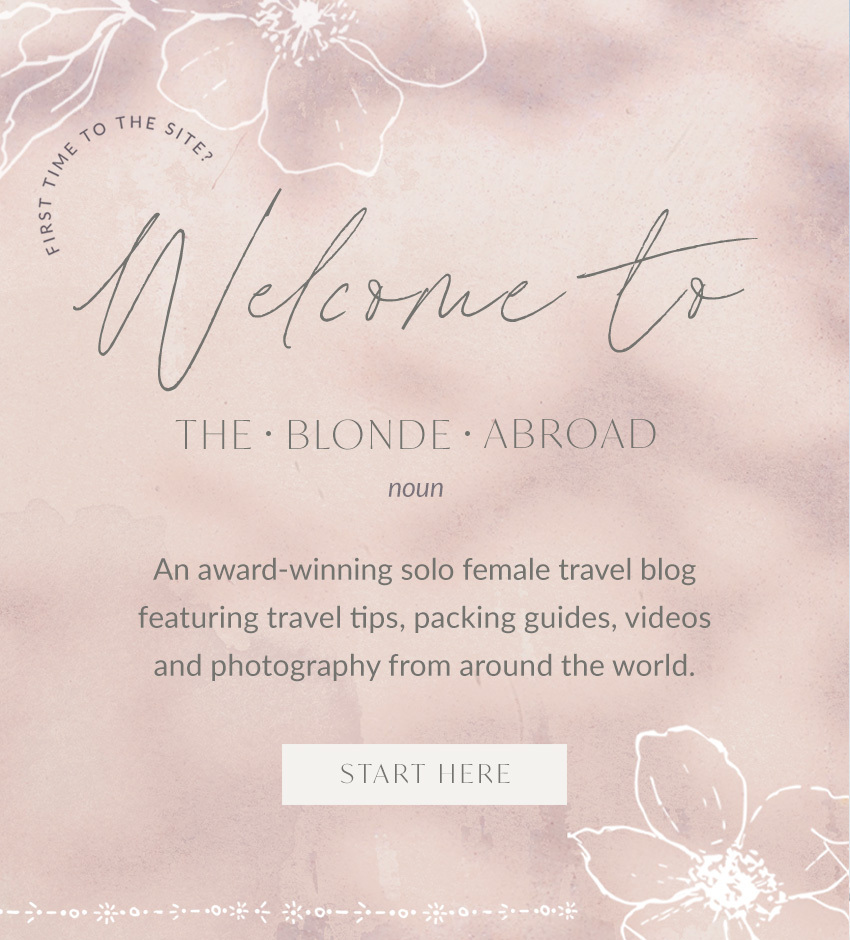 FIRST TIME TO THE SITE?
Welcome to
THE • BLONDE • ABROAD
noun
An award-winning solo female travel blog
featuring travel tips, packing guides, videos
and photography from around the world.
START HERE